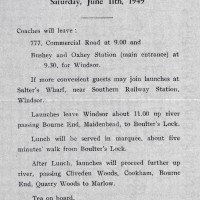 Saturday, June 11th, 1949
Coaches will leave :
777, Commercial Road at 9.00 and
Bushey and Oxhey Station (main entrance) at
9.30, for Windsor.
If more convenient guests may join launches at
Salter's Wharf, near Southern Railway Station,
Windsor.
Launches leave Windsor about 11.00 up river
passing Bourne End, Maidenhead, to Boulter's Lock.
Lunch will be served in marquee, about five
minutes' walk from Boulter's Lock.
After Lunch, launches will proceed further up
river, passing Cliveden Woods, Cookham, Bourne
End, Quarry Woods to Marlow.
Tea on board.